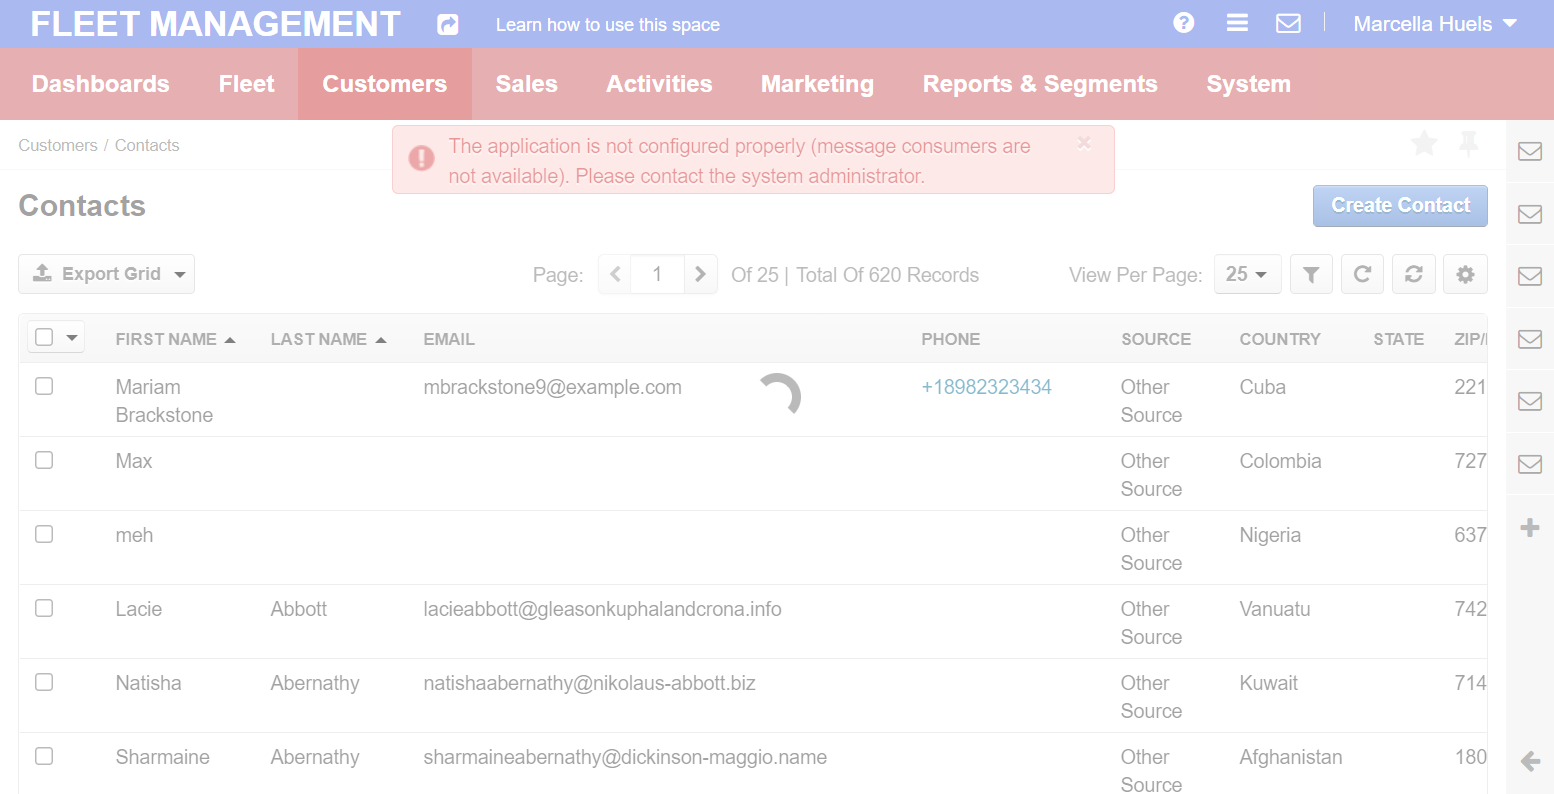 FLEET MANAGEMENT Learn how to use this space Marcella Huels
Dashboards Fleet Customers Sales Activities Marketing Reports & Segments System
Customers / Contacts
The application is not configured properly (message consumers are
not available). Please contact the system administrator.
×
Contacts
Create Contact
Export Grid Page: 1 Of 25 | Total Of 620 Records View Per Page: 25
FIRST NAME LAST NAME EMAIL PHONE SOURCE COUNTRY STATE ZIP/
Mariam
Brackstone
mbrackstone9@example.com +18982323434
Other
Source
Cuba 221
Max
Other
Source
Colombia 727
meh
Other
Source
Nigeria 637
Lacie Abbott lacieabbott@gleasonkuphalandcrona.info
Other
Source
Vanuatu 742
Natisha Abernathy natishaabernathy@nikolaus-abbott.biz
Other
Source
Kuwait 714
Sharmaine Abernathy sharmaineabernathy@dickinson-maggio.name
Other
Source
Afghanistan 180